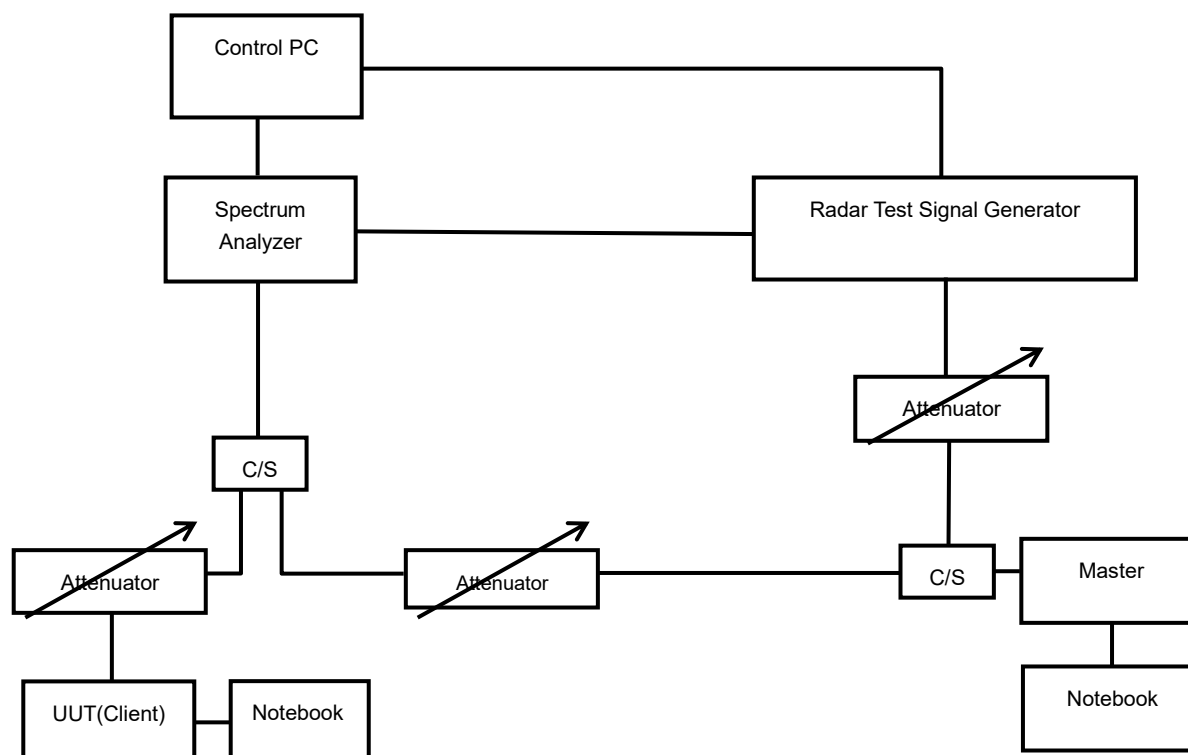 Control PC
Spectrum
Analyzer
Radar Test Signal Generator
Attenuator
C/S
Attenuator
Attenuator
C/S
Master
UUT(Client)
Notebook
Notebook